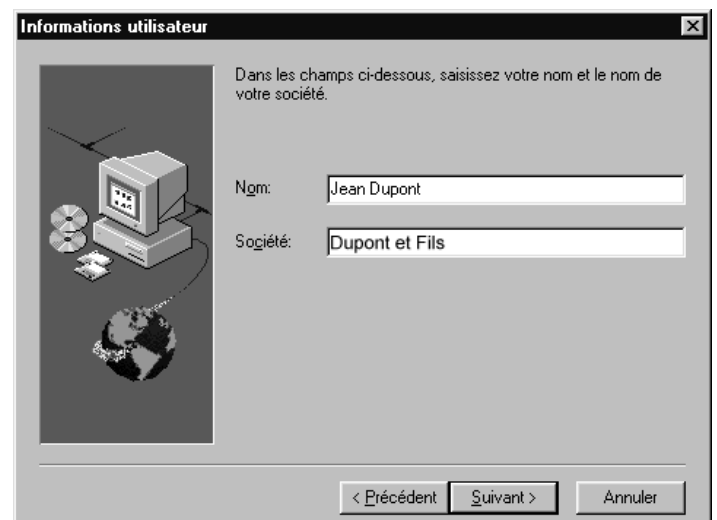 Informations utilisateur
Dans les champs ci-dessous, saisissez votre nom et le nom de
votre société.
Nom: Jean Dupont
Société: Dupont et Fils
< Précédent Suivant > Annuler